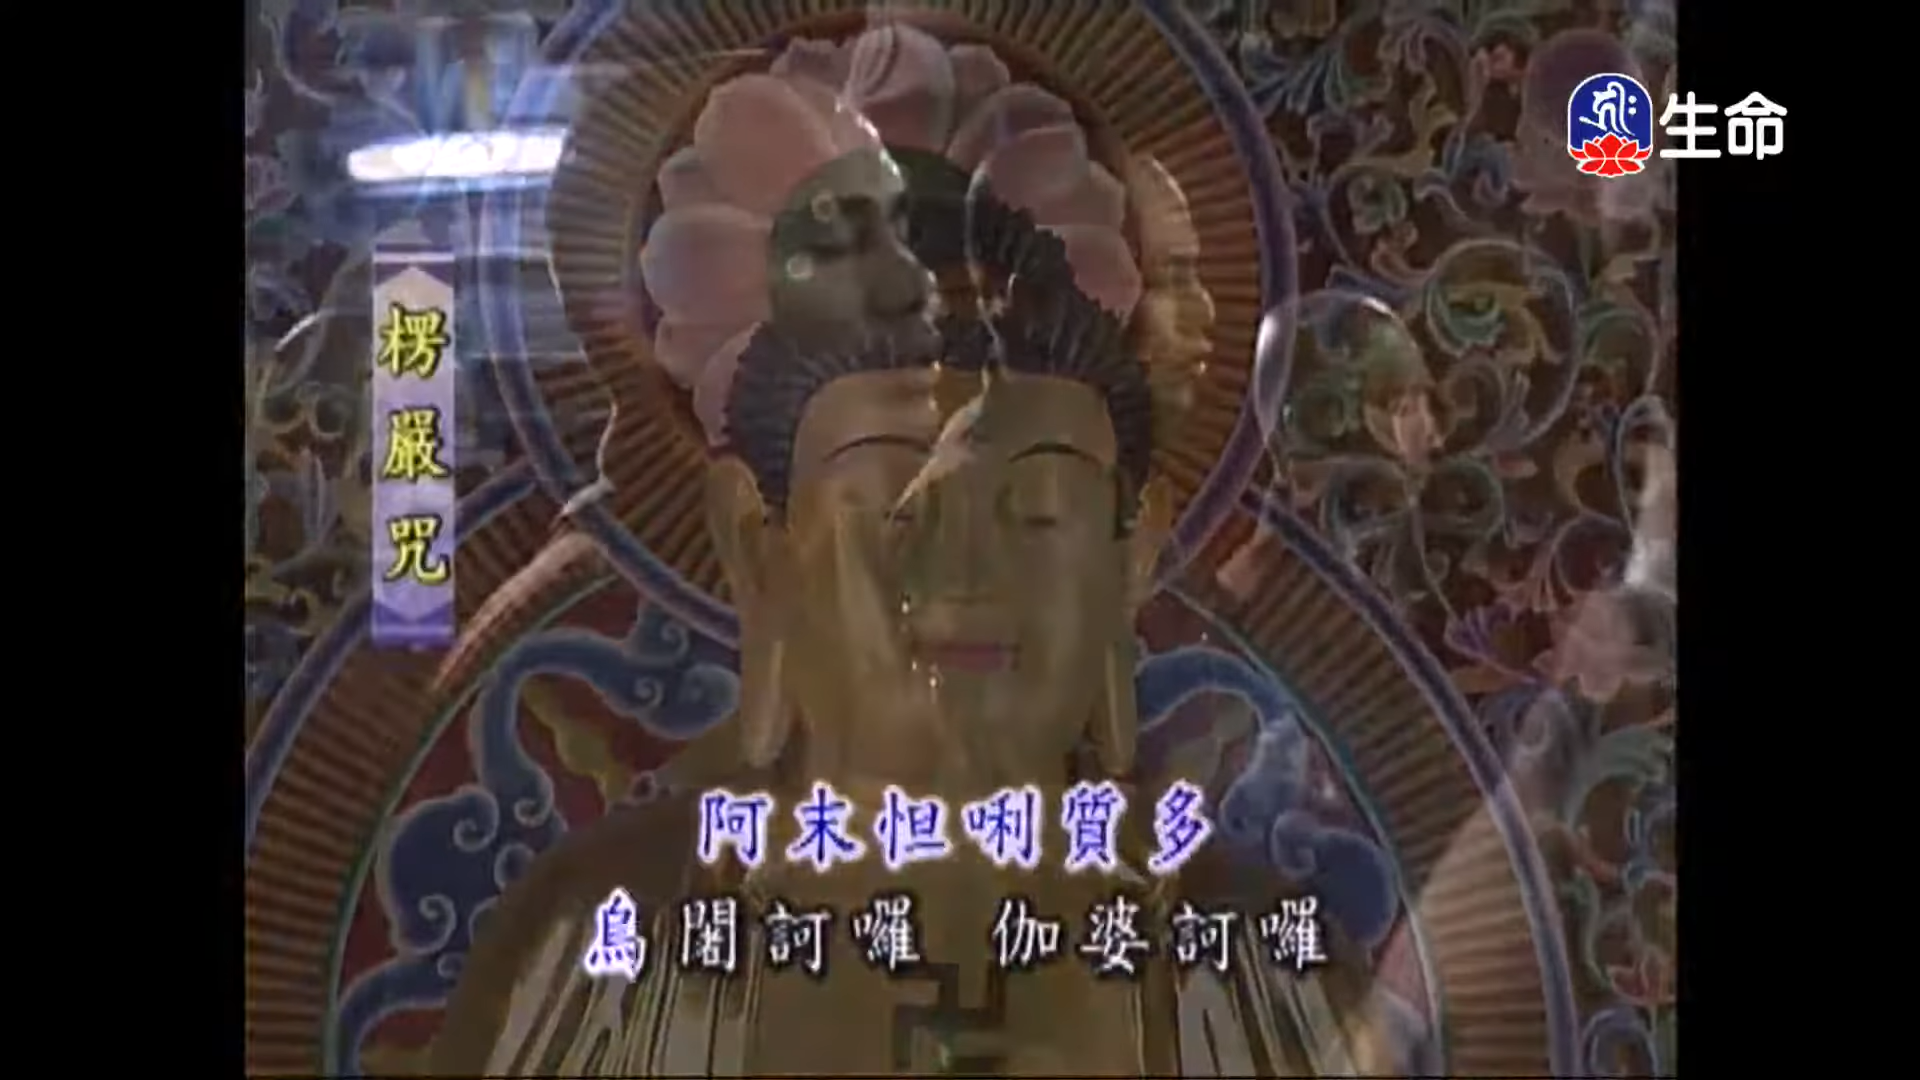 生命
楞嚴咒
阿末怛唎質多
烏闍訶囉 伽婆訶囉